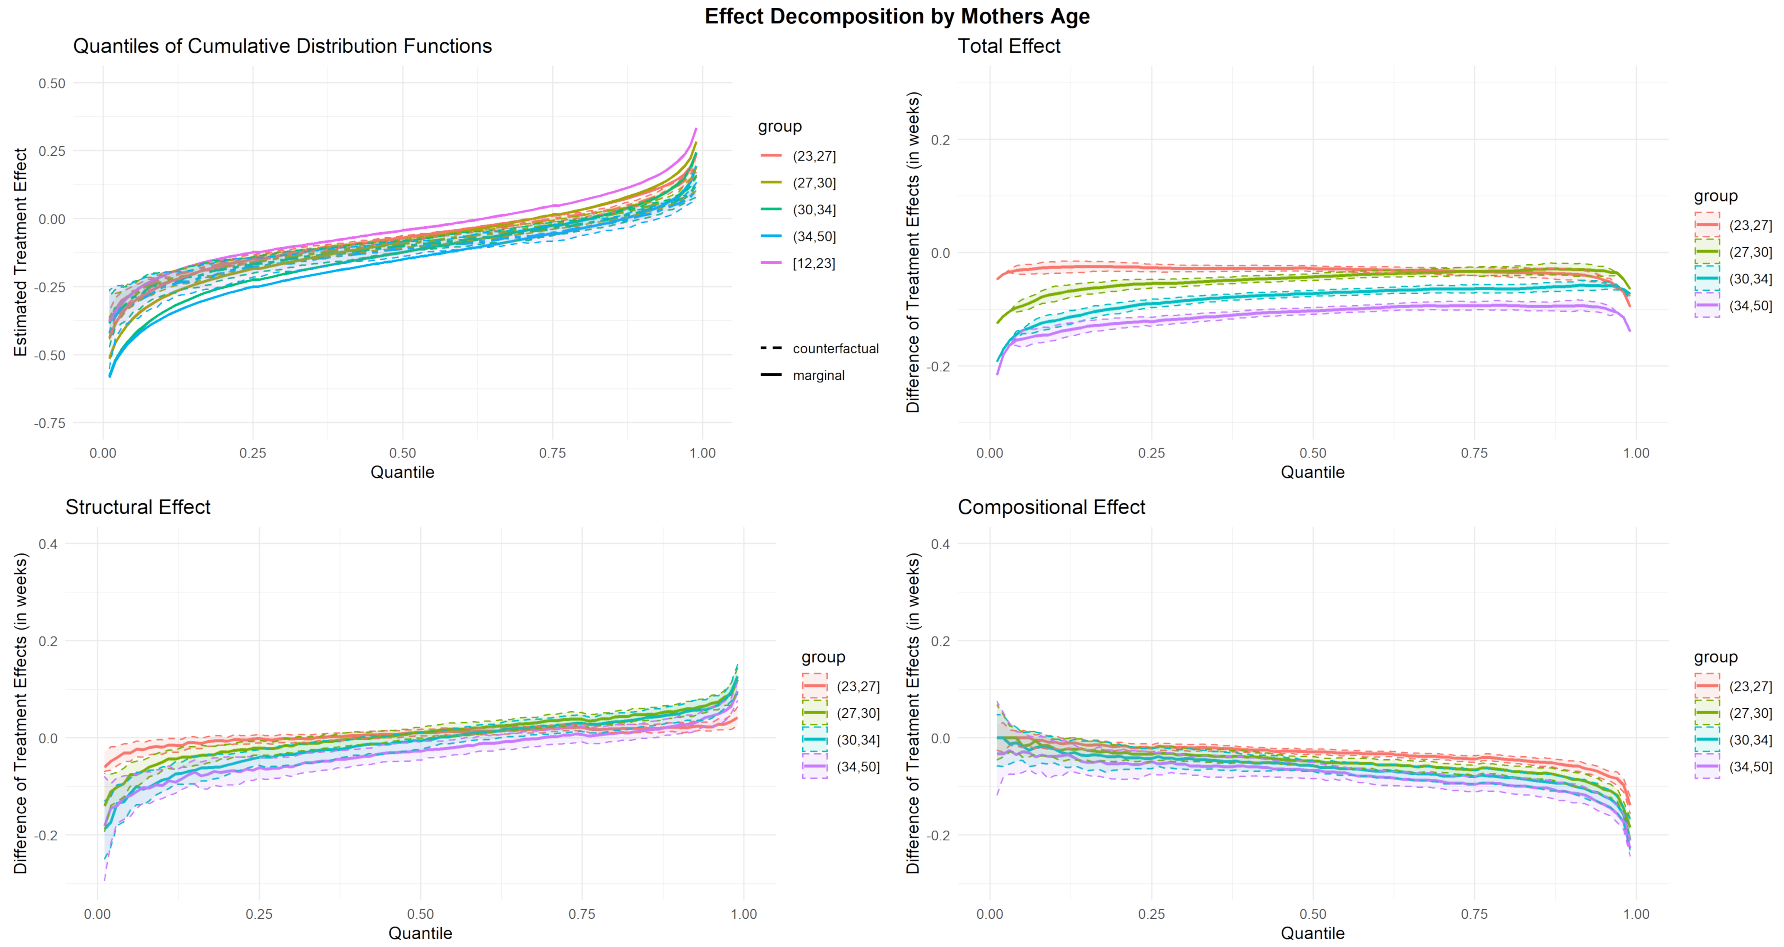 Effect Decomposition by Mothers Age
Quantiles of Cumulative Distribution Functions
Estimated Treatment Effect
0.50
0.25
0.00
-0.25
-0.50
-0.75
0.00 0.25 0.50 0.75 1.00
Quantile
group
(23,27]
(27,30]
(30,34]
(34,50]
[12,23]
counterfactual
marginal
Total Effect
Difference of Treatment Effects (in weeks)
0.2
0.0
-0.2
0.00 0.25 0.50 0.75 1.00
Quantile
group
(23,27]
(27,30]
(30,34]
(34,50]
Structural Effect
Difference of Treatment Effects (in weeks)
0.4
0.2
0.0
-0.2
0.00 0.25 0.50 0.75 1.00
Quantile
group
(23,27]
(27,30]
(30,34]
(34,50]
Compositional Effect
Difference of Treatment Effects (in weeks)
0.4
0.2
0.0
-0.2
0.00 0.25 0.50 0.75 1.00
Quantile
group
(23,27]
(27,30]
(30,34]
(34,50]